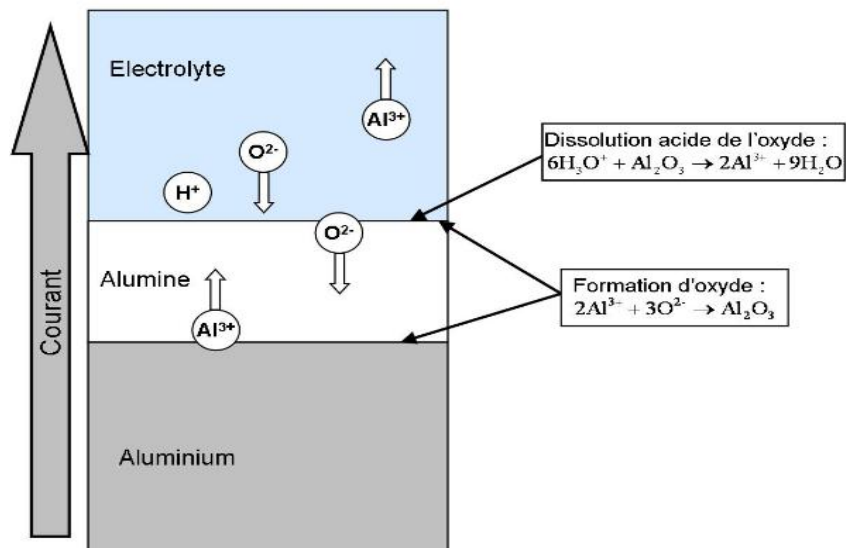 Electrolyte
Al³⁺
O²⁻
H⁺
Dissolution acide de l'oxyde :
6H₃O⁺ + Al₂O₃ → 2Al³⁺ + 9H₂O
O²⁻
Alumine
Al³⁺
Formation d'oxyde :
2Al³⁺ + 3O²⁻ → Al₂O₃
Courant
Aluminium